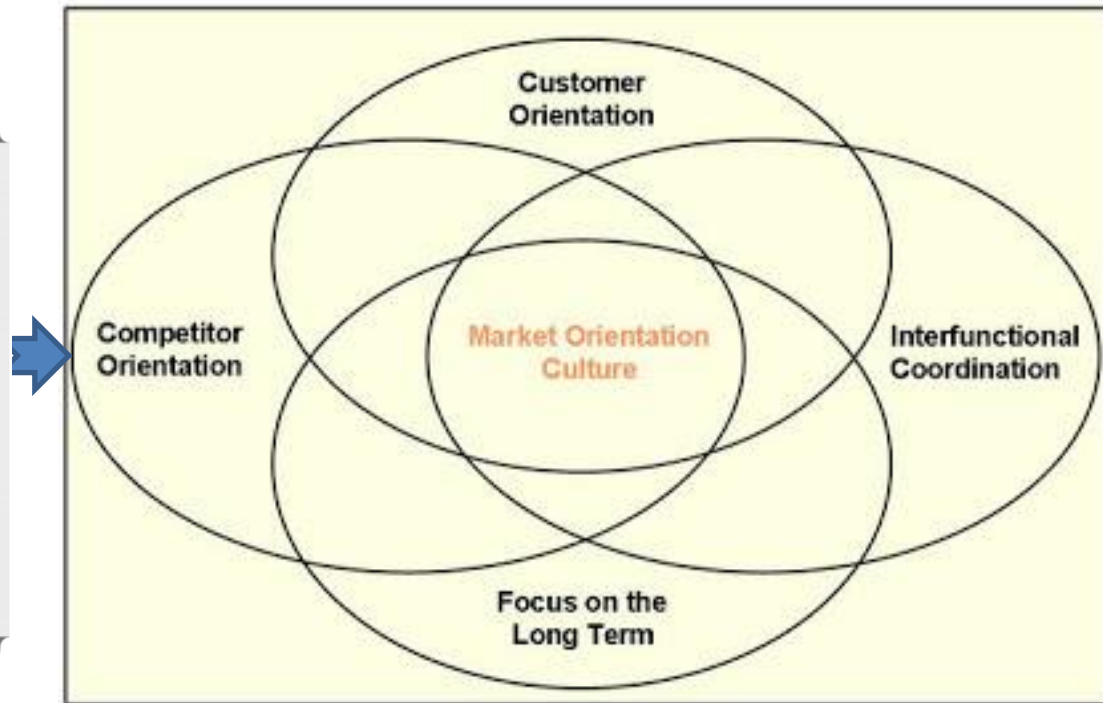 Customer
Orientation
Competitor
Orientation
Market Orientation
Culture
Interfunctional
Coordination
Focus on the
Long Term